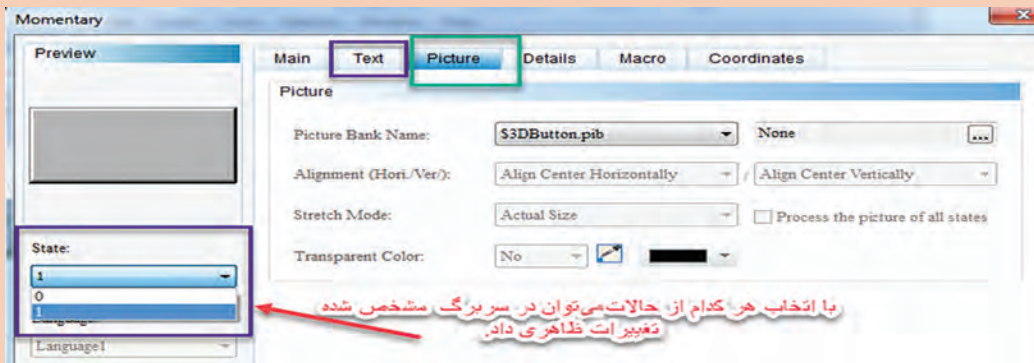 Momentary
Preview
Main Text Picture Details Macro Coordinates
Picture
Picture Bank Name: $3DButton.pib None ...
Alignment (Hori./Ver/): Align Center Horizontally / Align Center Vertically
Stretch Mode: Actual Size Process the picture of all states
Transparent Color: No
State:
1
0
1
Language:
Language1
با انتخاب هر کدام از حالات می‌توان در سربرگ مشخص شده
تغییرات ظاهری داد.